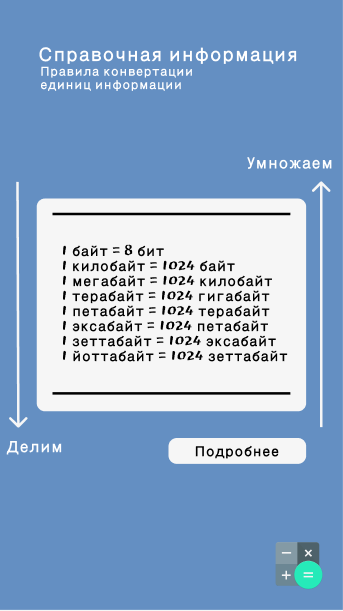 Справочная информация
Правила конвертации
единиц информации
Умножаем
1 байт = 8 бит
1 килобайт = 1024 байт
1 мегабайт = 1024 килобайт
1 терабайт = 1024 гигабайт
1 петабайт = 1024 терабайт
1 эксабайт = 1024 петабайт
1 зеттабайт = 1024 эксабайт
1 йоттабайт = 1024 зеттабайт
Делим
Подробнее
− ×
+ =